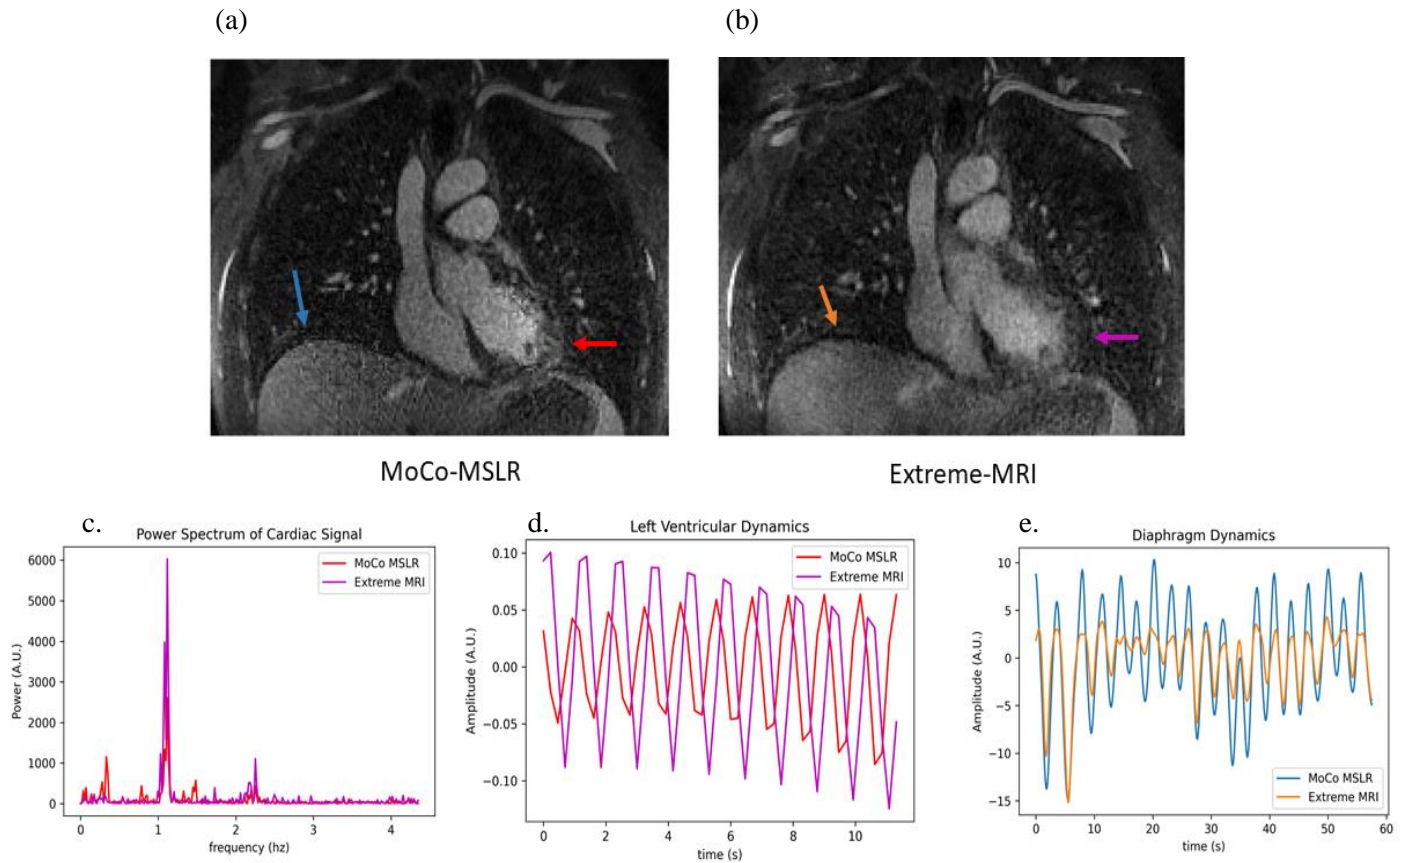 (a)
(b)
MoCo-MSLR
Extreme-MRI
c.
Power Spectrum of Cardiac Signal
MoCo MSLR
Extreme MRI
6000
5000
4000
3000
2000
1000
0
Power (A.U.)
0 1 2 3 4
frequency (hz)
d.
Left Ventricular Dynamics
MoCo MSLR
Extreme MRI
0.10
0.05
0.00
−0.05
−0.10
Amplitude (A.U.)
0 2 4 6 8 10
time (s)
e.
Diaphragm Dynamics
10
5
0
−5
−10
−15
Amplitude (A.U.)
MoCo MSLR
Extreme MRI
0 10 20 30 40 50 60
time (s)